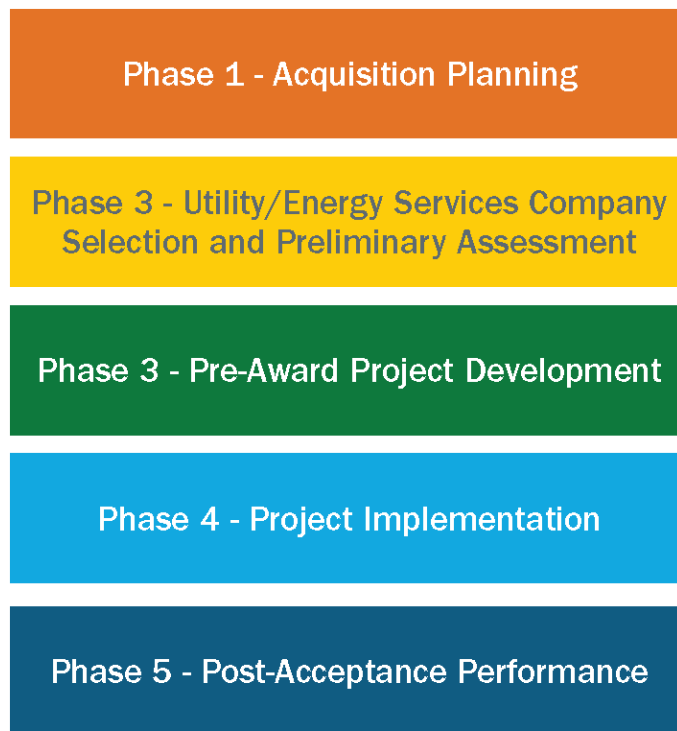 Phase 1 - Acquisition Planning
Phase 3 - Utility/Energy Services Company
Selection and Preliminary Assessment
Phase 3 - Pre-Award Project Development
Phase 4 - Project Implementation
Phase 5 - Post-Acceptance Performance